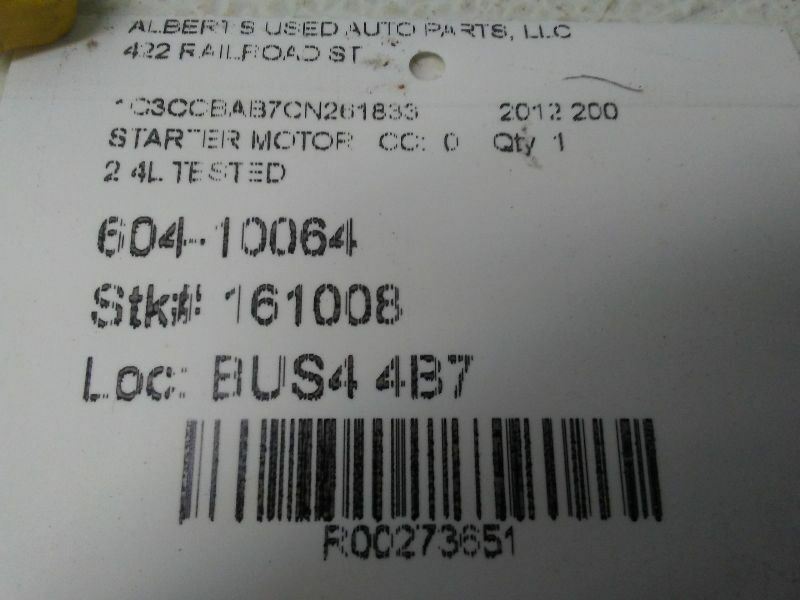 ALBERT'S USED AUTO PARTS, LLC
422 RAILROAD ST
1C3CCBAB7CN261833 2012 200
STARTER MOTOR CC: 0 Qty 1
2.4L TESTED
604-10064
Stk# 161008
Loc: BUS4 4B7
R00273651